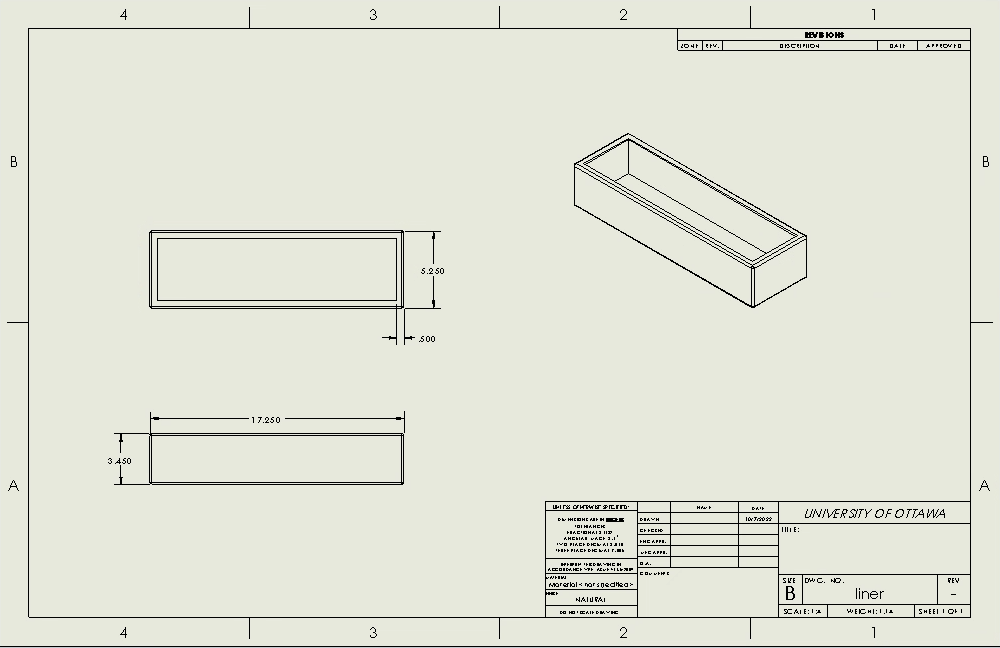 4 3 2 1
REVISIONS
ZONE REV. DESCRIPTION DATE APPROVED
B B
5.250
.500
17.250
3.450
A A
UNLESS OTHERWISE SPECIFIED:
NAME DATE
DRAWN 10/7/2022
CHECKED
ENG APPR.
MFG APPR.
Q.A.
COMMENTS:
UNIVERSITY OF OTTAWA
TITLE:
MATERIAL
Material <not specified>
FINISH
NATURAL
DO NOT SCALE DRAWING
SIZE DWG. NO. REV
B liner -
SCALE: 1:4 WEIGHT: SHEET 1 OF 1
4 3 2 1